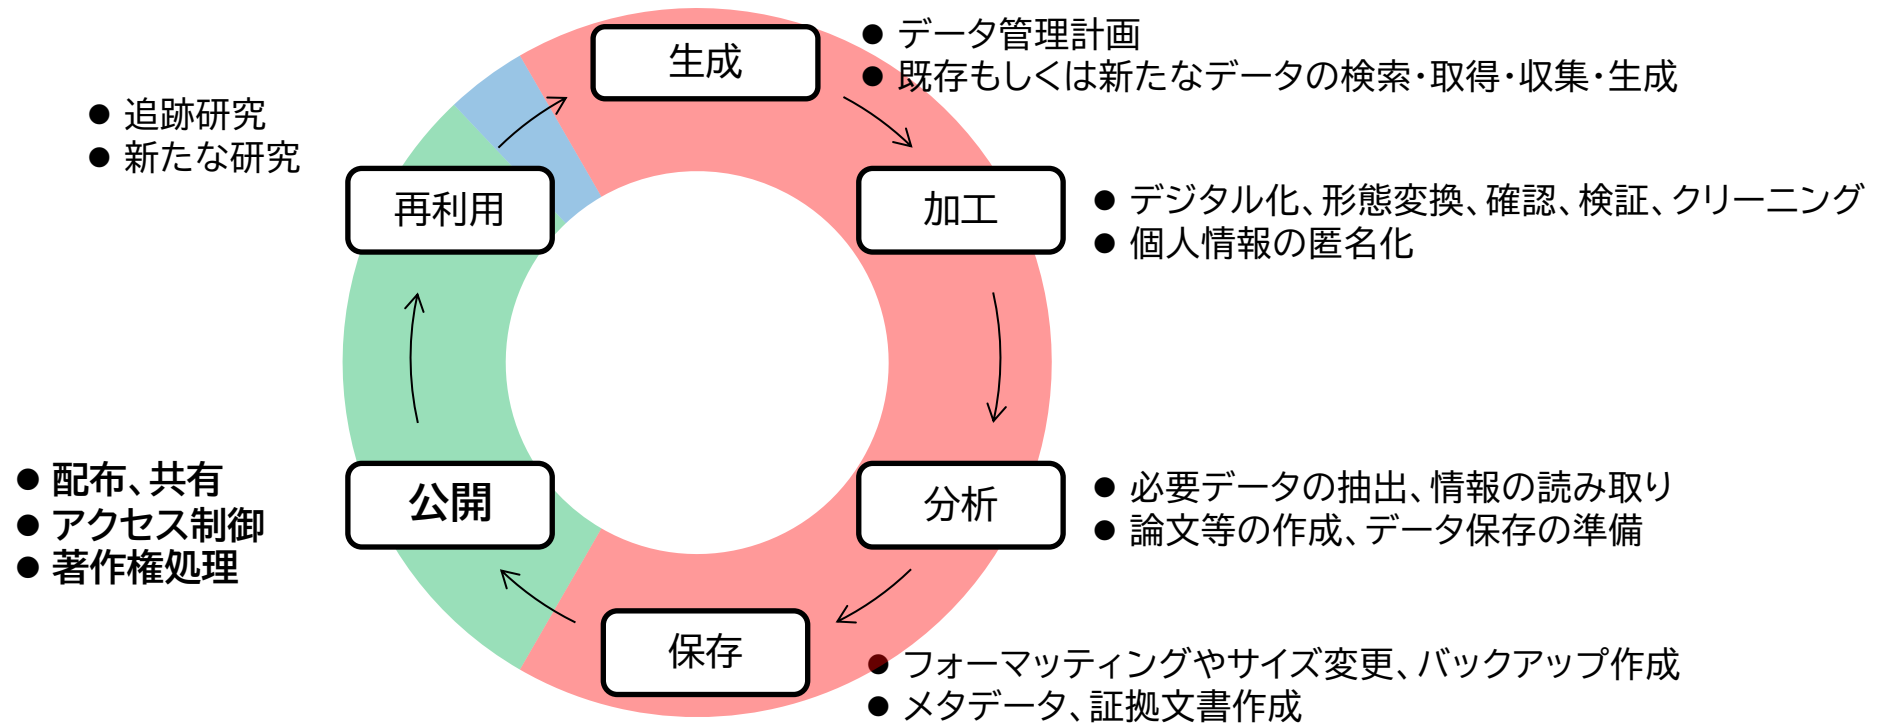 生成
● データ管理計画
● 既存もしくは新たなデータの検索・取得・収集・生成
加工
● デジタル化、形態変換、確認、検証、クリーニング
● 個人情報の匿名化
分析
● 必要データの抽出、情報の読み取り
● 論文等の作成、データ保存の準備
保存
● フォーマッティングやサイズ変更、バックアップ作成
● メタデータ、証拠文書作成
公開
● 配布、共有
● アクセス制御
● 著作権処理
再利用
● 追跡研究
● 新たな研究